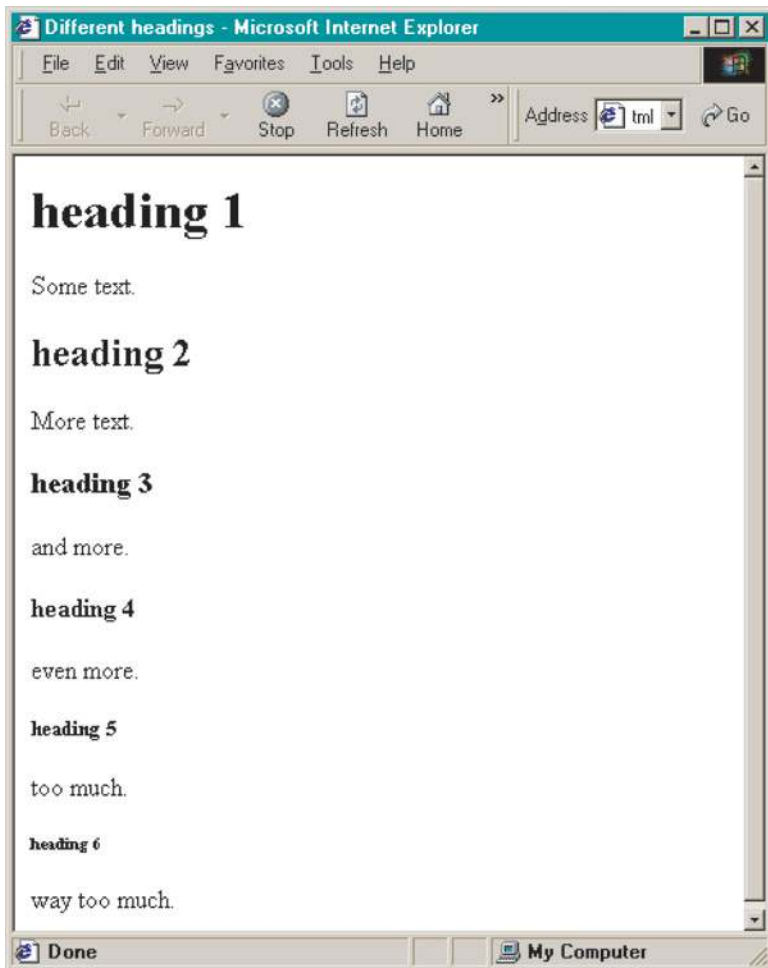 Different headings - Microsoft Internet Explorer
File Edit View Favorites Tools Help
Back Forward Stop Refresh Home » Address tml Go
heading 1
Some text.
heading 2
More text.
heading 3
and more.
heading 4
even more.
heading 5
too much.
heading 6
way too much.
Done My Computer